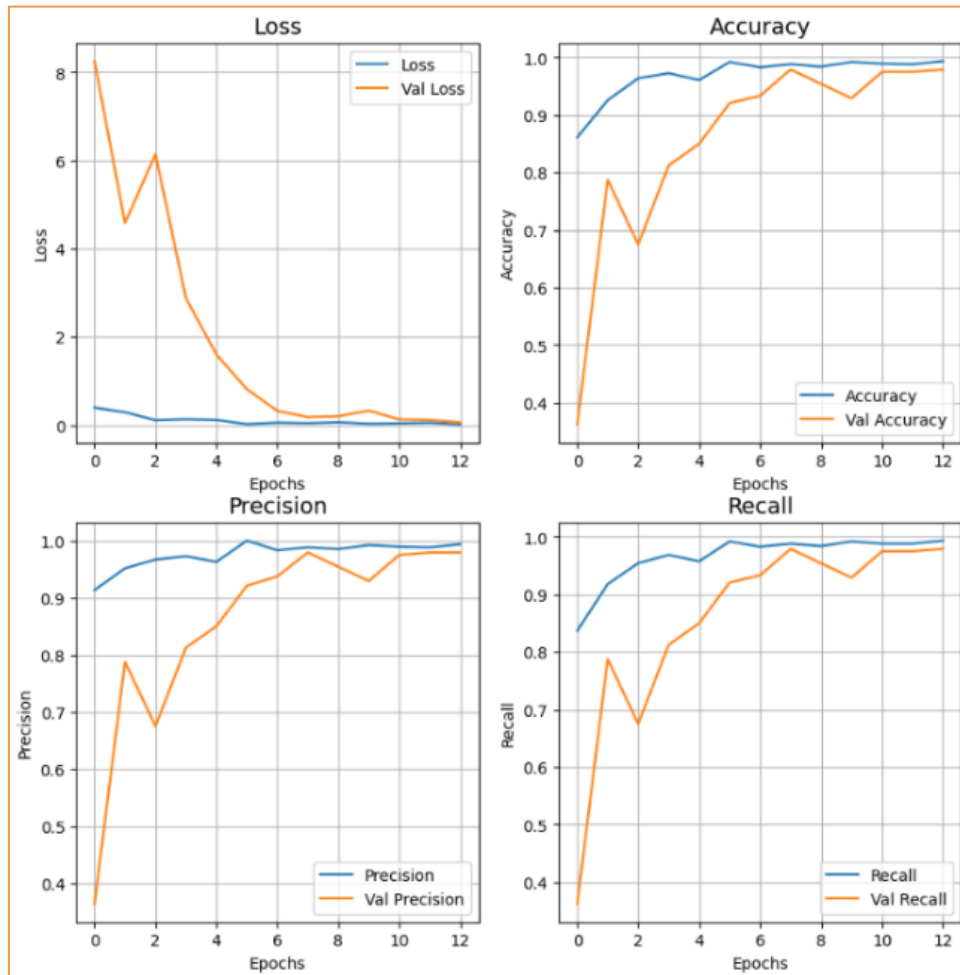 Loss
Loss
Val Loss
8
6
4
2
0
Loss
0 2 4 6 8 10 12
Epochs
Accuracy
1.0
0.9
0.8
0.7
0.6
0.5
0.4
Accuracy
Accuracy
Val Accuracy
0 2 4 6 8 10 12
Epochs
Precision
1.0
0.9
0.8
0.7
0.6
0.5
0.4
Precision
Precision
Val Precision
0 2 4 6 8 10 12
Epochs
Recall
1.0
0.9
0.8
0.7
0.6
0.5
0.4
Recall
Recall
Val Recall
0 2 4 6 8 10 12
Epochs